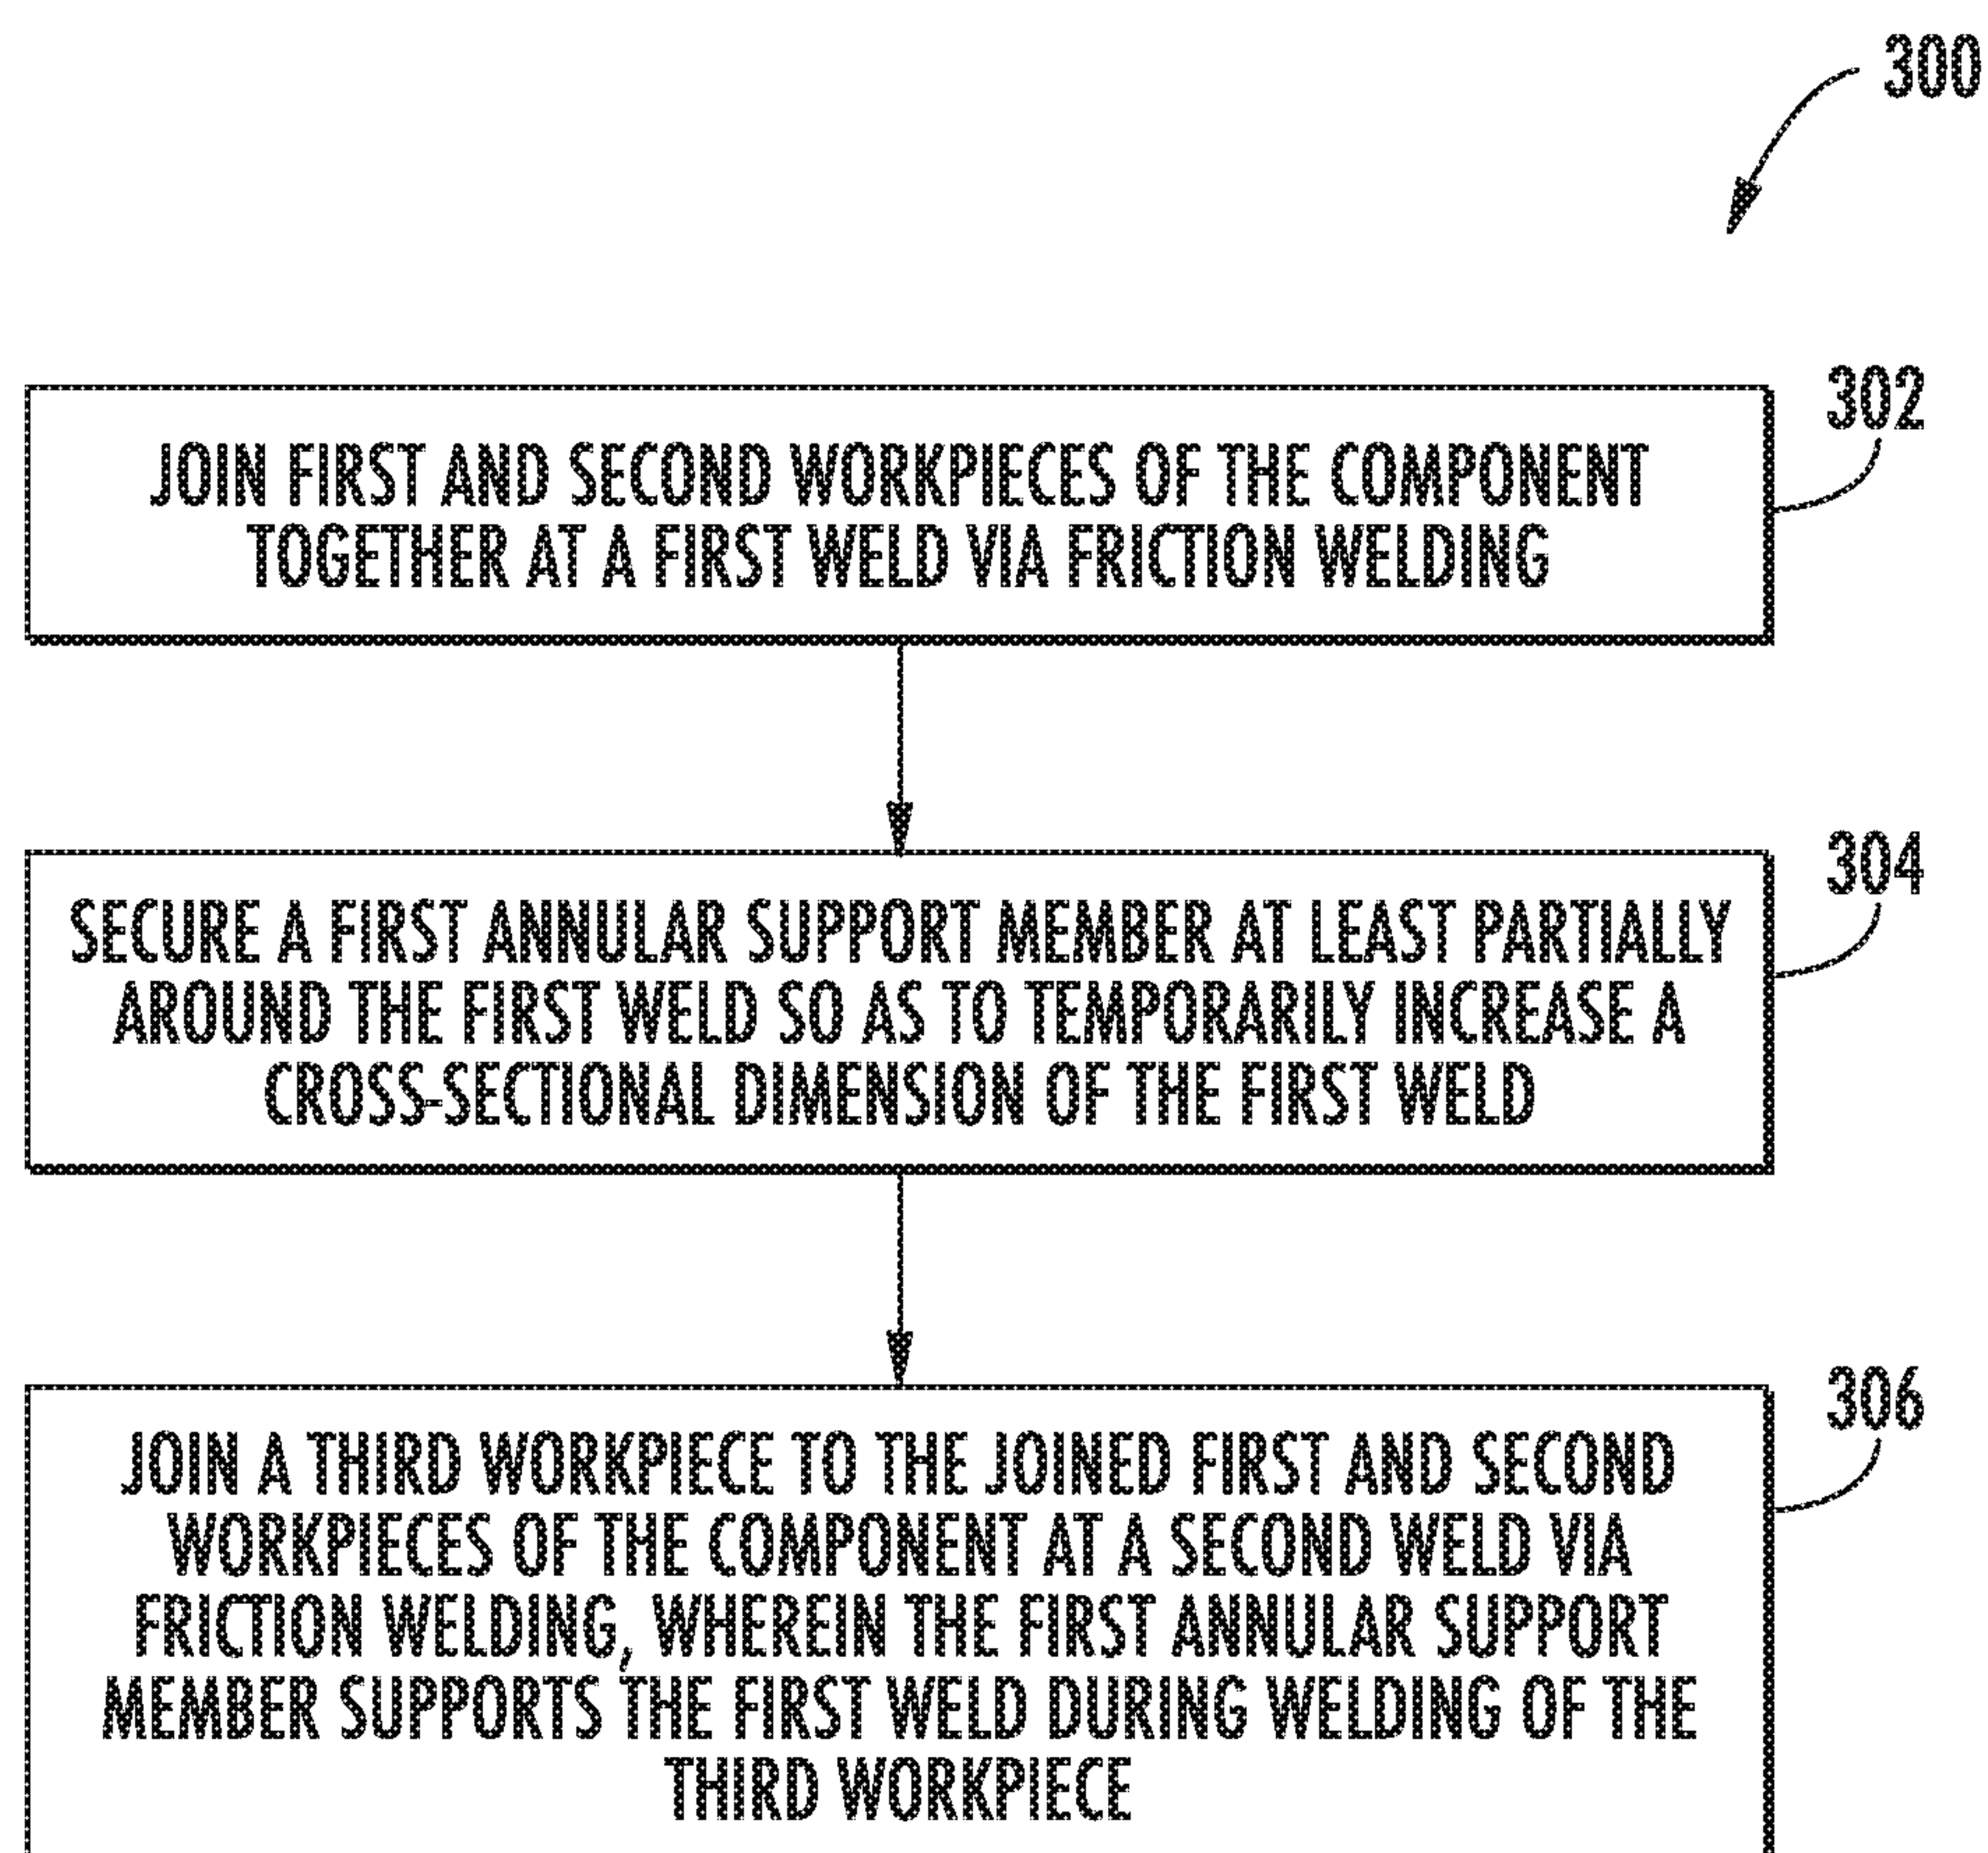 300
302
JOIN FIRST AND SECOND WORKPIECES OF THE COMPONENT
TOGETHER AT A FIRST WELD VIA FRICTION WELDING
304
SECURE A FIRST ANNULAR SUPPORT MEMBER AT LEAST PARTIALLY
AROUND THE FIRST WELD SO AS TO TEMPORARILY INCREASE A
CROSS-SECTIONAL DIMENSION OF THE FIRST WELD
306
JOIN A THIRD WORKPIECE TO THE JOINED FIRST AND SECOND
WORKPIECES OF THE COMPONENT AT A SECOND WELD VIA
FRICTION WELDING, WHEREIN THE FIRST ANNULAR SUPPORT
MEMBER SUPPORTS THE FIRST WELD DURING WELDING OF THE
THIRD WORKPIECE